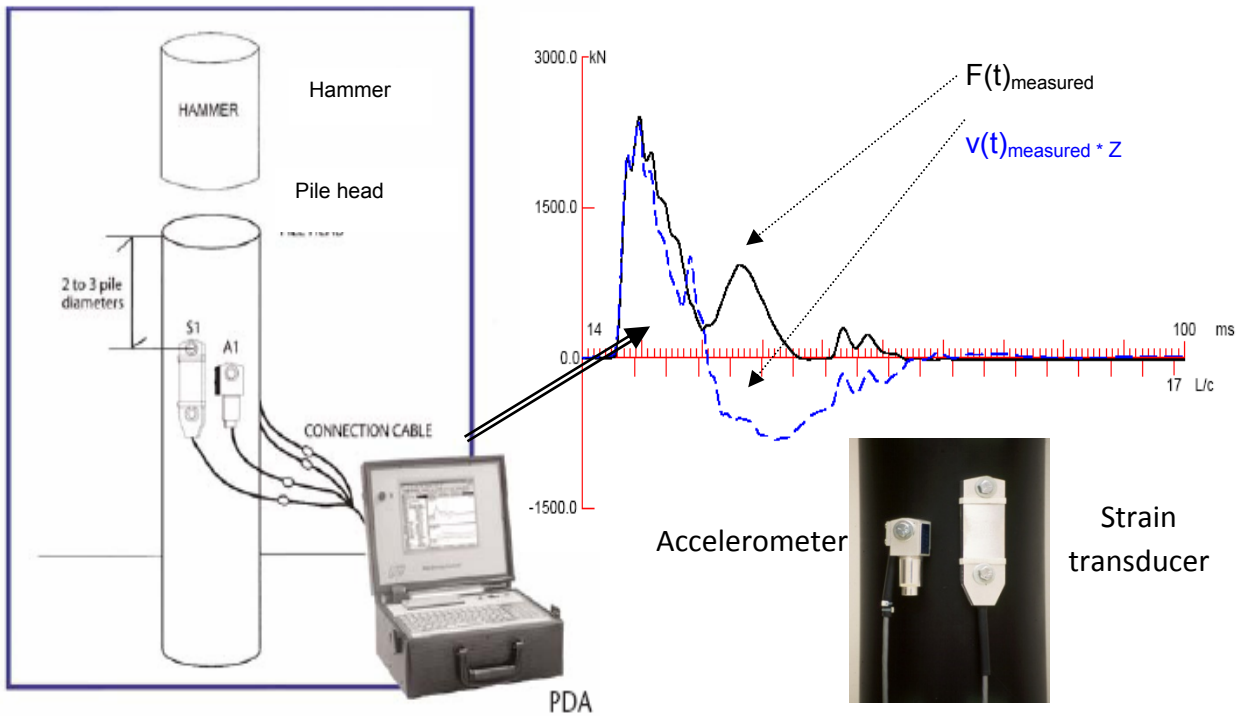 HAMMER
Hammer
Pile head
2 to 3 pile
diameters
S1
A1
CONNECTION CABLE
PDA
3000.0 kN
1500.0
0.0
-1500.0
14
100 ms
17 L/c
F(t)measured
v(t)measured * Z
Accelerometer
Strain
transducer